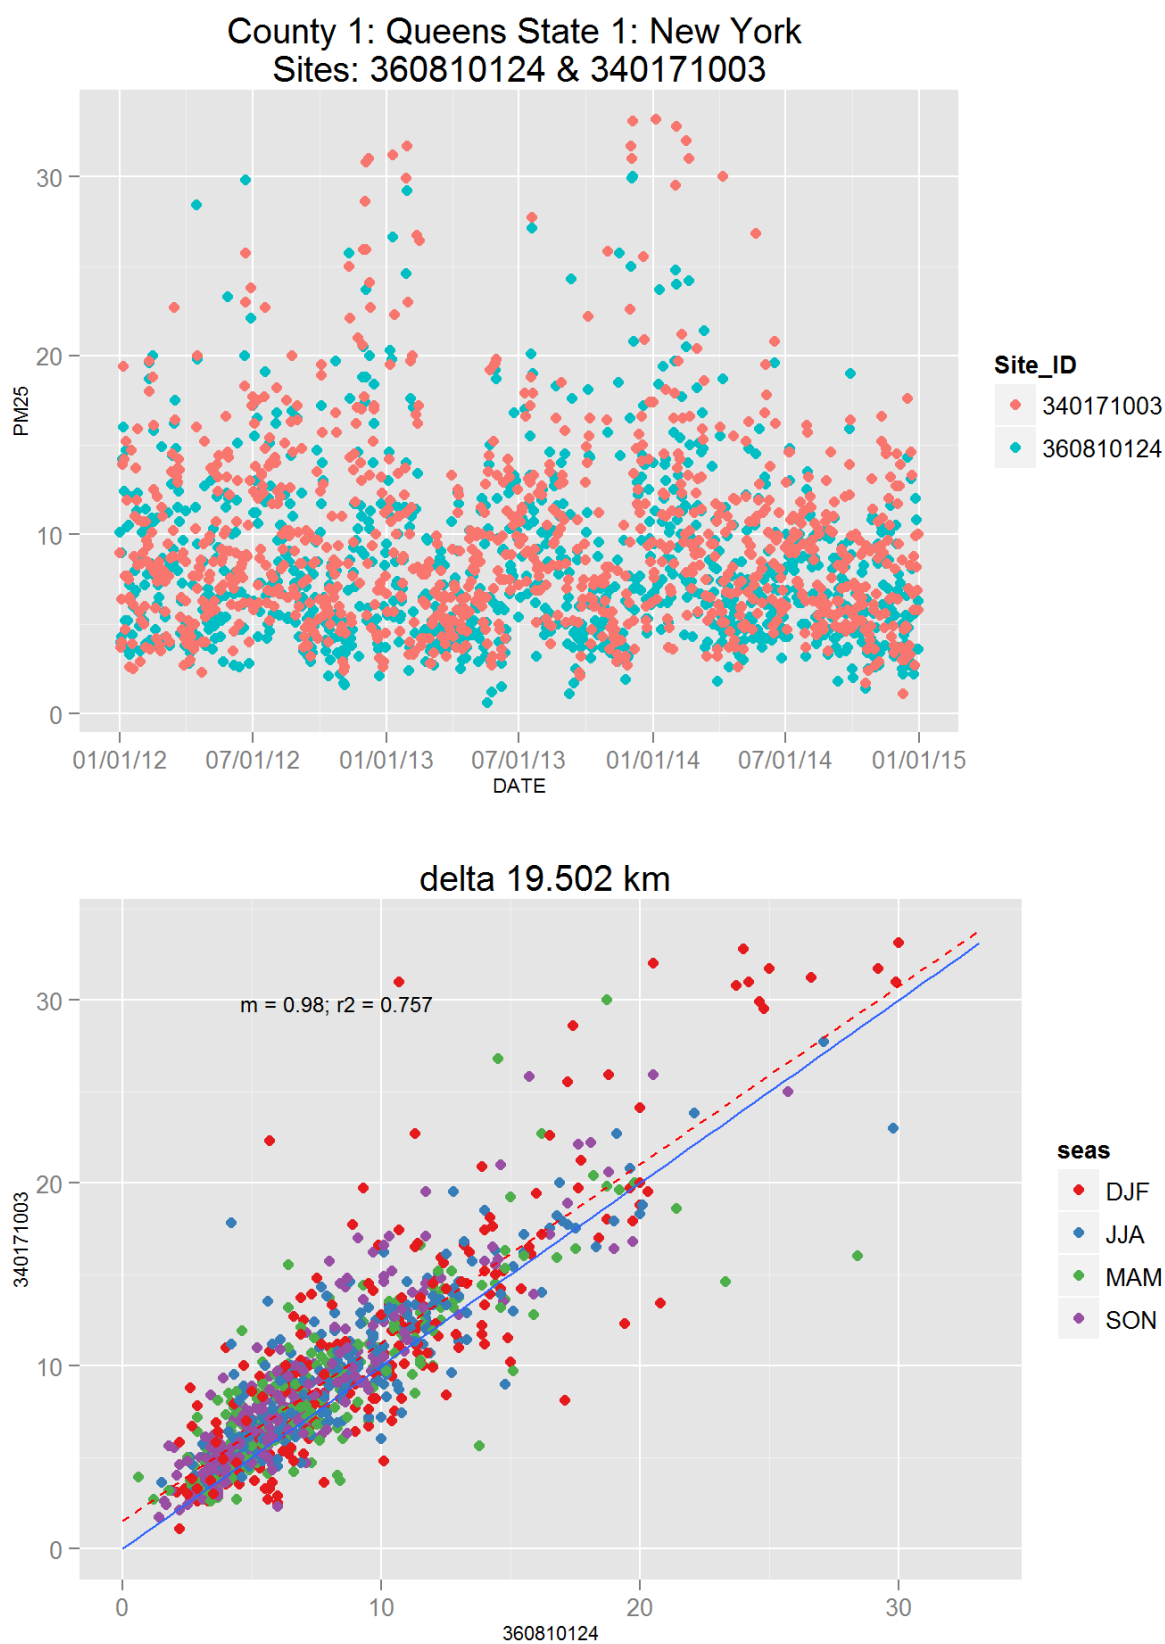 County 1: Queens State 1: New York
Sites: 360810124 & 340171003
PM25
30
20
10
0
01/01/12 07/01/12 01/01/13 07/01/13 01/01/14 07/01/14 01/01/15
DATE
Site_ID
340171003
360810124
delta 19.502 km
m = 0.98; r2 = 0.757
340171003
30
20
10
0
0 10 20 30
360810124
seas
DJF
JJA
MAM
SON